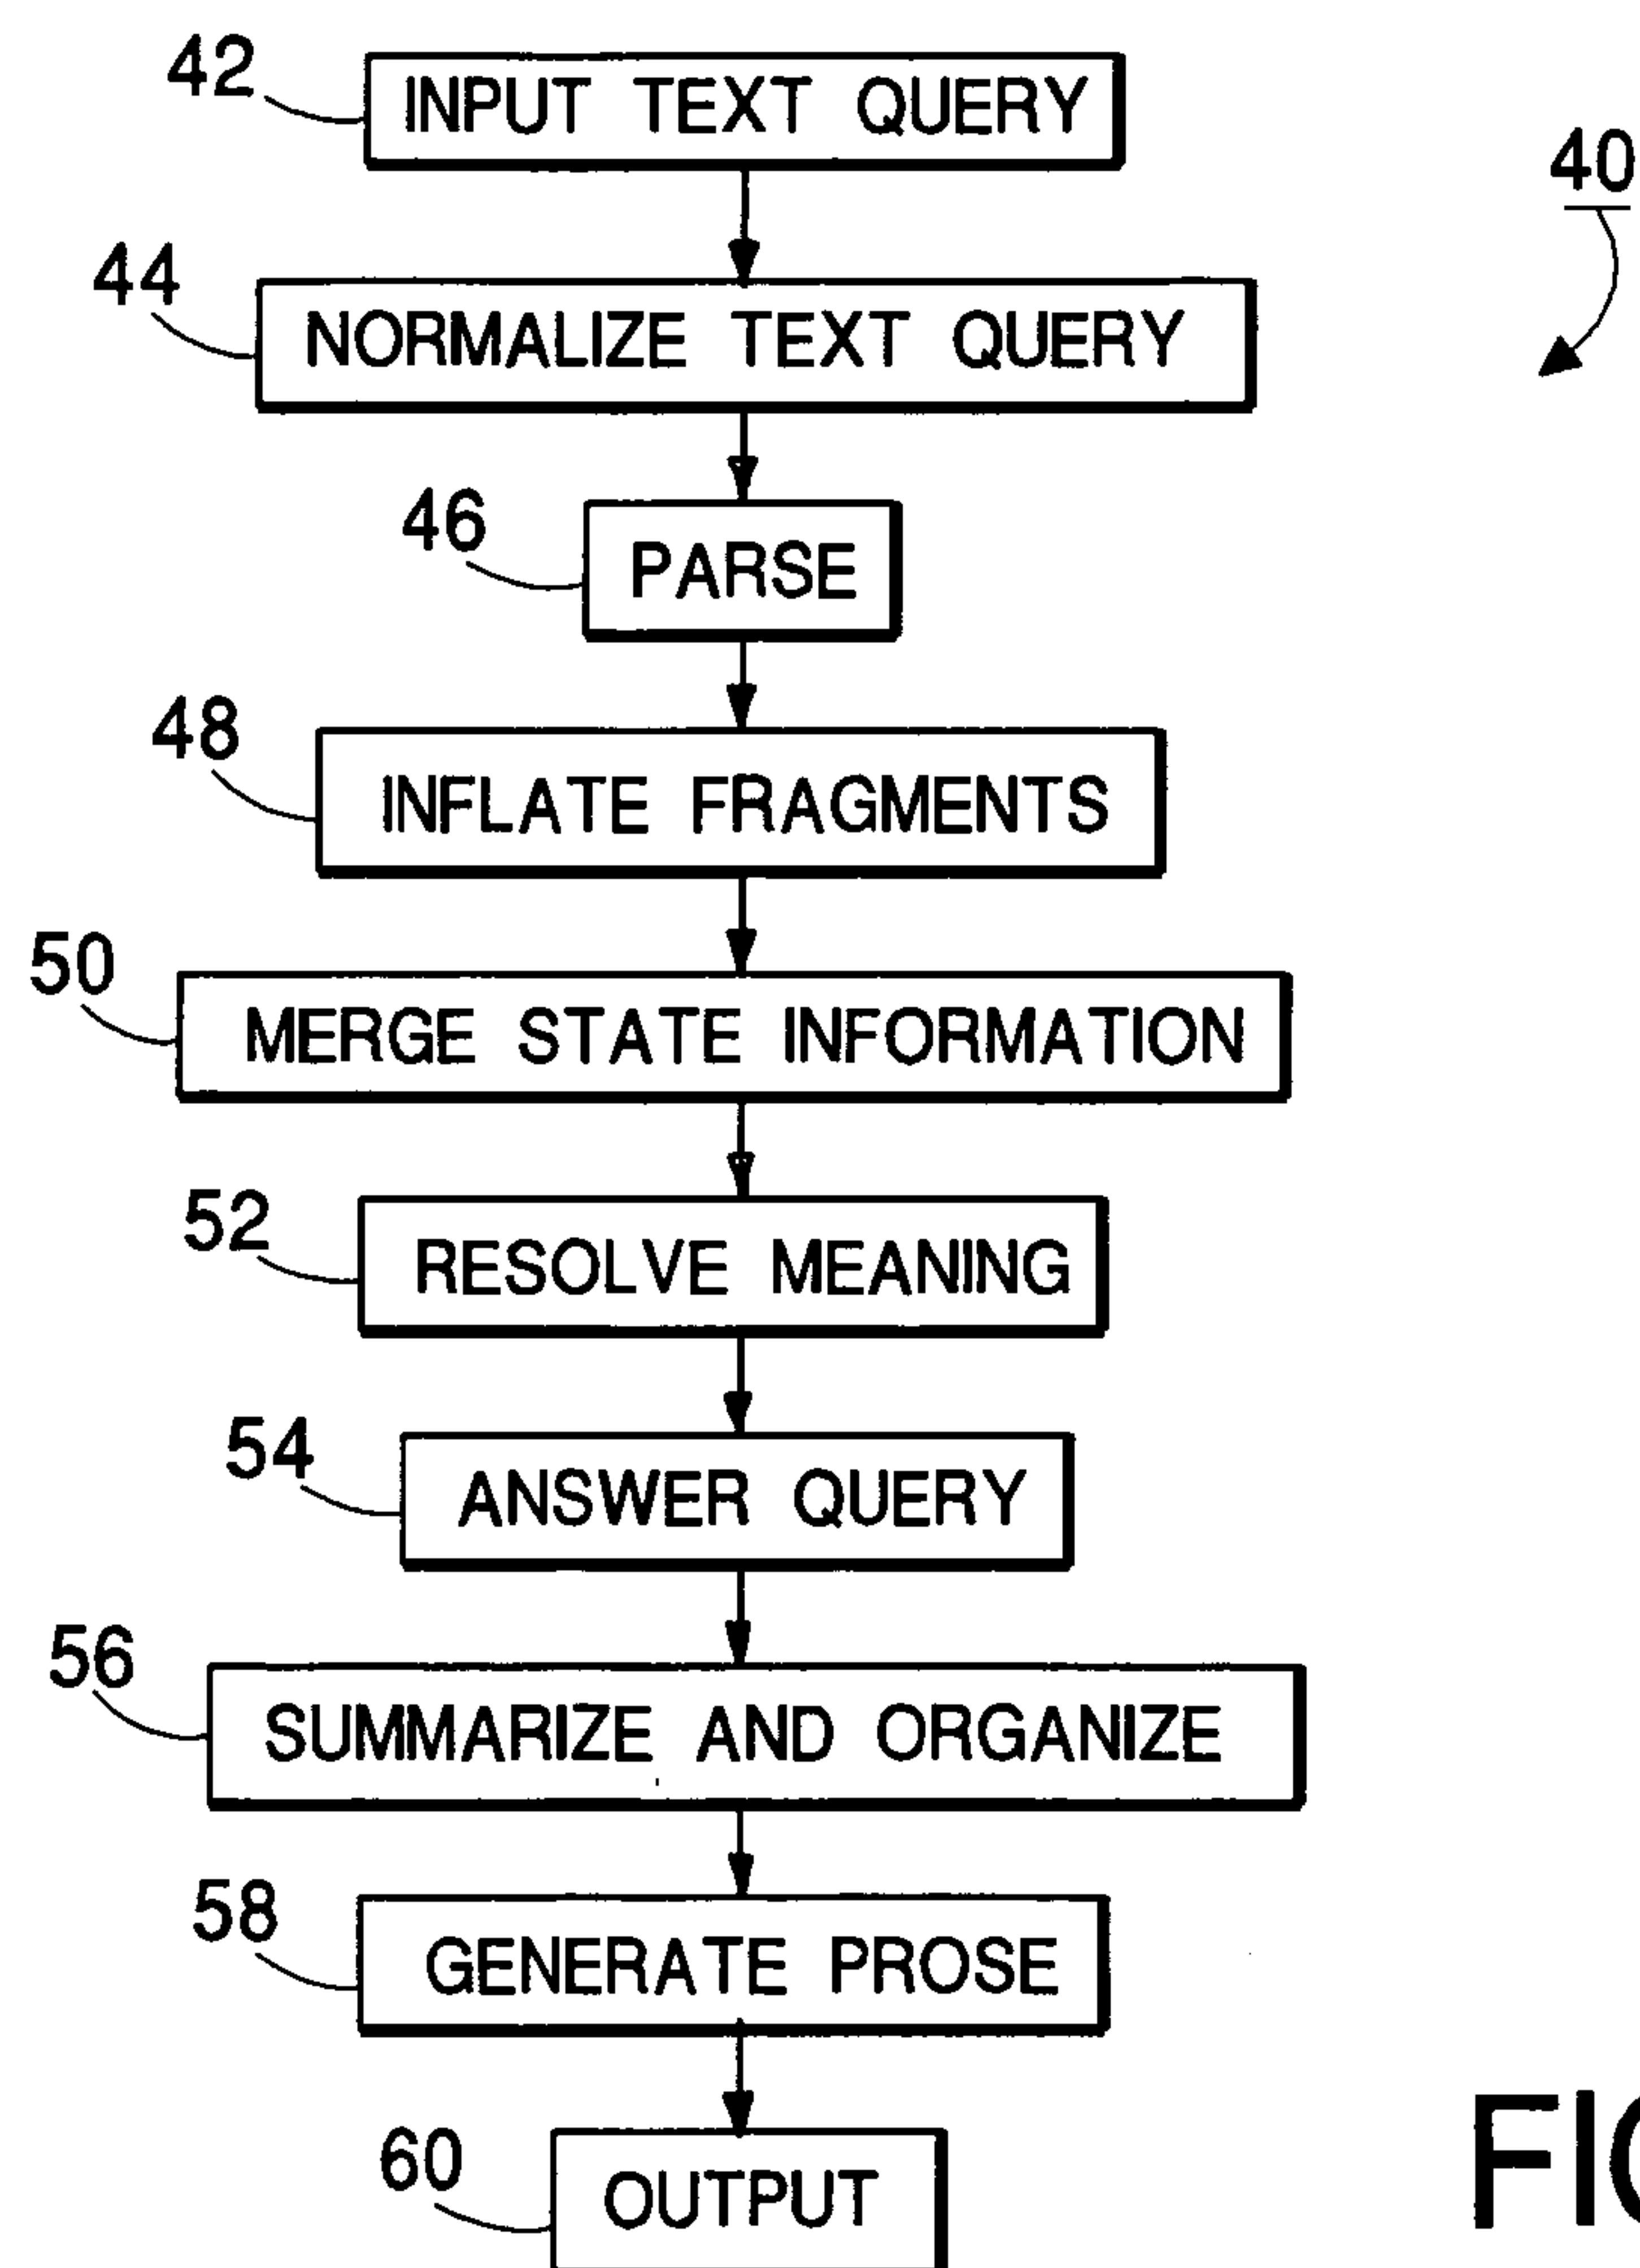 42
INPUT TEXT QUERY
40
44
NORMALIZE TEXT QUERY
46
PARSE
48
INFLATE FRAGMENTS
50
MERGE STATE INFORMATION
52
RESOLVE MEANING
54
ANSWER QUERY
56
SUMMARIZE AND ORGANIZE
58
GENERATE PROSE
60
OUTPUT